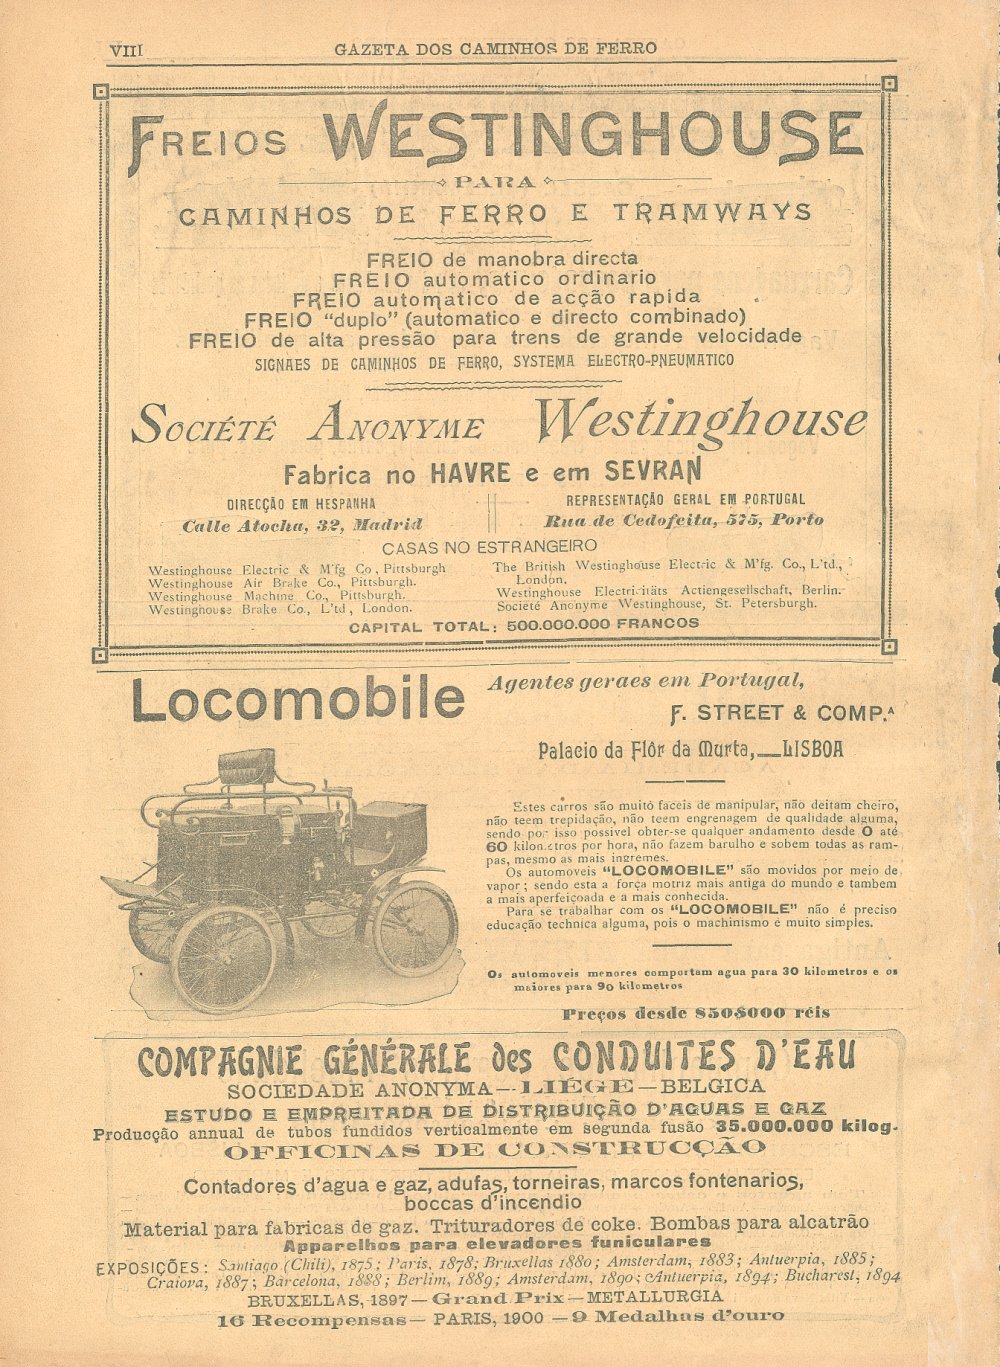 VIII
GAZETA DOS CAMINHOS DE FERRO
FREIOS WESTINGHOUSE
PARA
CAMINHOS DE FERRO E TRAMWAYS
FREIO de manobra directa
FREIO automatico ordinario
FREIO automatico de acção rapida
FREIO "duplo" (automatico e directo combinado)
FREIO de alta pressão para trens de grande velocidade
SIGNAES DE CAMINHOS DE FERRO, SYSTEMA ELECTRO-PNEUMATICO
SOCIÉTÉ ANONYME Westinghouse
Fabrica no HAVRE e em SEVRAN
DIRECÇÃO EM HESPANHA
Calle Atocha, 32, Madrid
REPRESENTAÇÃO GERAL EM PORTUGAL
Rua de Cedofeita, 575, Porto
CASAS NO ESTRANGEIRO
Westinghouse Electric & M'fg Co, Pittsburgh
Westinghouse Air Brake Co., Pittsburgh.
Westinghouse Machine Co., Pittsburgh.
Westinghouse Brake Co., L'td, London.
The British Westinghouse Electric & M'fg. Co., L'td.,
London.
Westinghouse Electricitäts Actiengesellschaft, Berlin.
Société Anonyme Westinghouse, St. Petersburgh.
CAPITAL TOTAL: 500.000.000 FRANCOS
Locomobile
Agentes geraes em Portugal,
F. STREET & COMP.ᴬ
Palacio da Flôr da Murta,—LISBOA
Estes carros são muito faceis de manipular, não deitam cheiro,
não teem trepidação, não teem engrenagem de qualidade alguma,
sendo por isso possivel obter-se qualquer andamento desde 0 até
60 kilometros por hora, não fazem barulho e sobem todas as ram-
pas, mesmo as mais ingremes.
Os automoveis "LOCOMOBILE" são movidos por meio de
vapor; sendo esta a força motriz mais antiga do mundo e tambem
a mais aperfeiçoada e a mais conhecida.
Para se trabalhar com os "LOCOMOBILE" não é preciso
educação technica alguma, pois o machinismo é muito simples.
Os automoveis menores comportam agua para 30 kilometros e os
maiores para 90 kilometros
Preços desde 850$000 réis
COMPAGNIE GÉNÉRALE des CONDUITES D'EAU
SOCIEDADE ANONYMA—LIÉGE—BELGICA
ESTUDO E EMPREITADA DE DISTRIBUIÇÃO D'AGUAS E GAZ
Producção annual de tubos fundidos verticalmente em segunda fusão 35.000.000 kilog.
OFFICINAS DE CONSTRUCÇÃO
Contadores d'agua e gaz, adufas, torneiras, marcos fontenarios,
boccas d'incendio
Material para fabricas de gaz. Trituradores de coke. Bombas para alcatrão
Apparelhos para elevadores funiculares
EXPOSIÇÕES: Santiago (Chili), 1875; Paris, 1878; Bruxellas 1880; Amsterdam, 1883; Antuerpia, 1885;
Craiova, 1887; Barcelona, 1888; Berlim, 1889; Amsterdam, 1890; Antuerpia, 1894; Bucharest, 1894
BRUXELLAS, 1897—Grand Prix—METALLURGIA
16 Recompensas—PARIS, 1900—9 Medalhas d'ouro